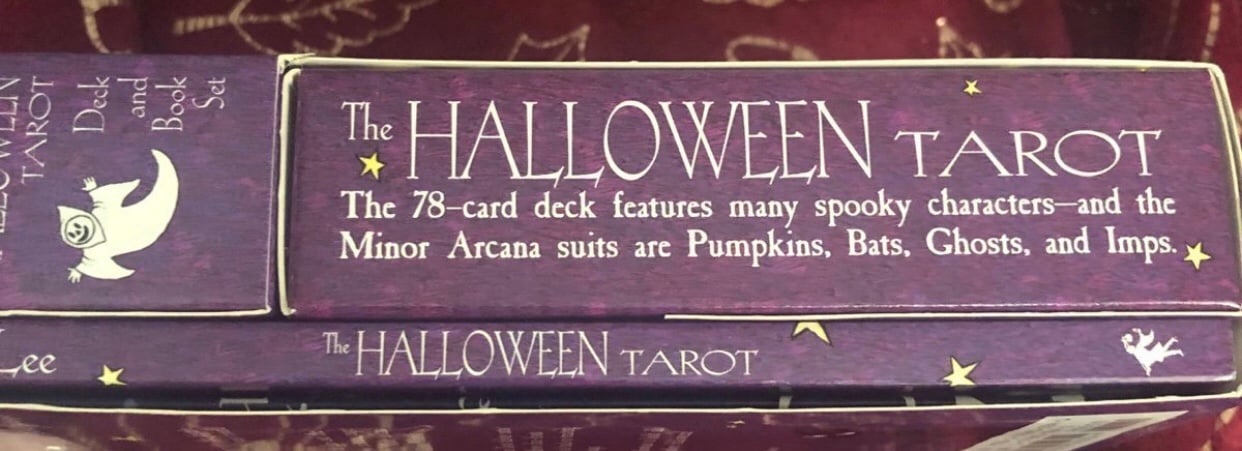 TAROT
Deck
and
Book
Set
The HALLOWEEN TAROT
The 78-card deck features many spooky characters—and the
Minor Arcana suits are Pumpkins, Bats, Ghosts, and Imps.
Lee
The HALLOWEEN TAROT